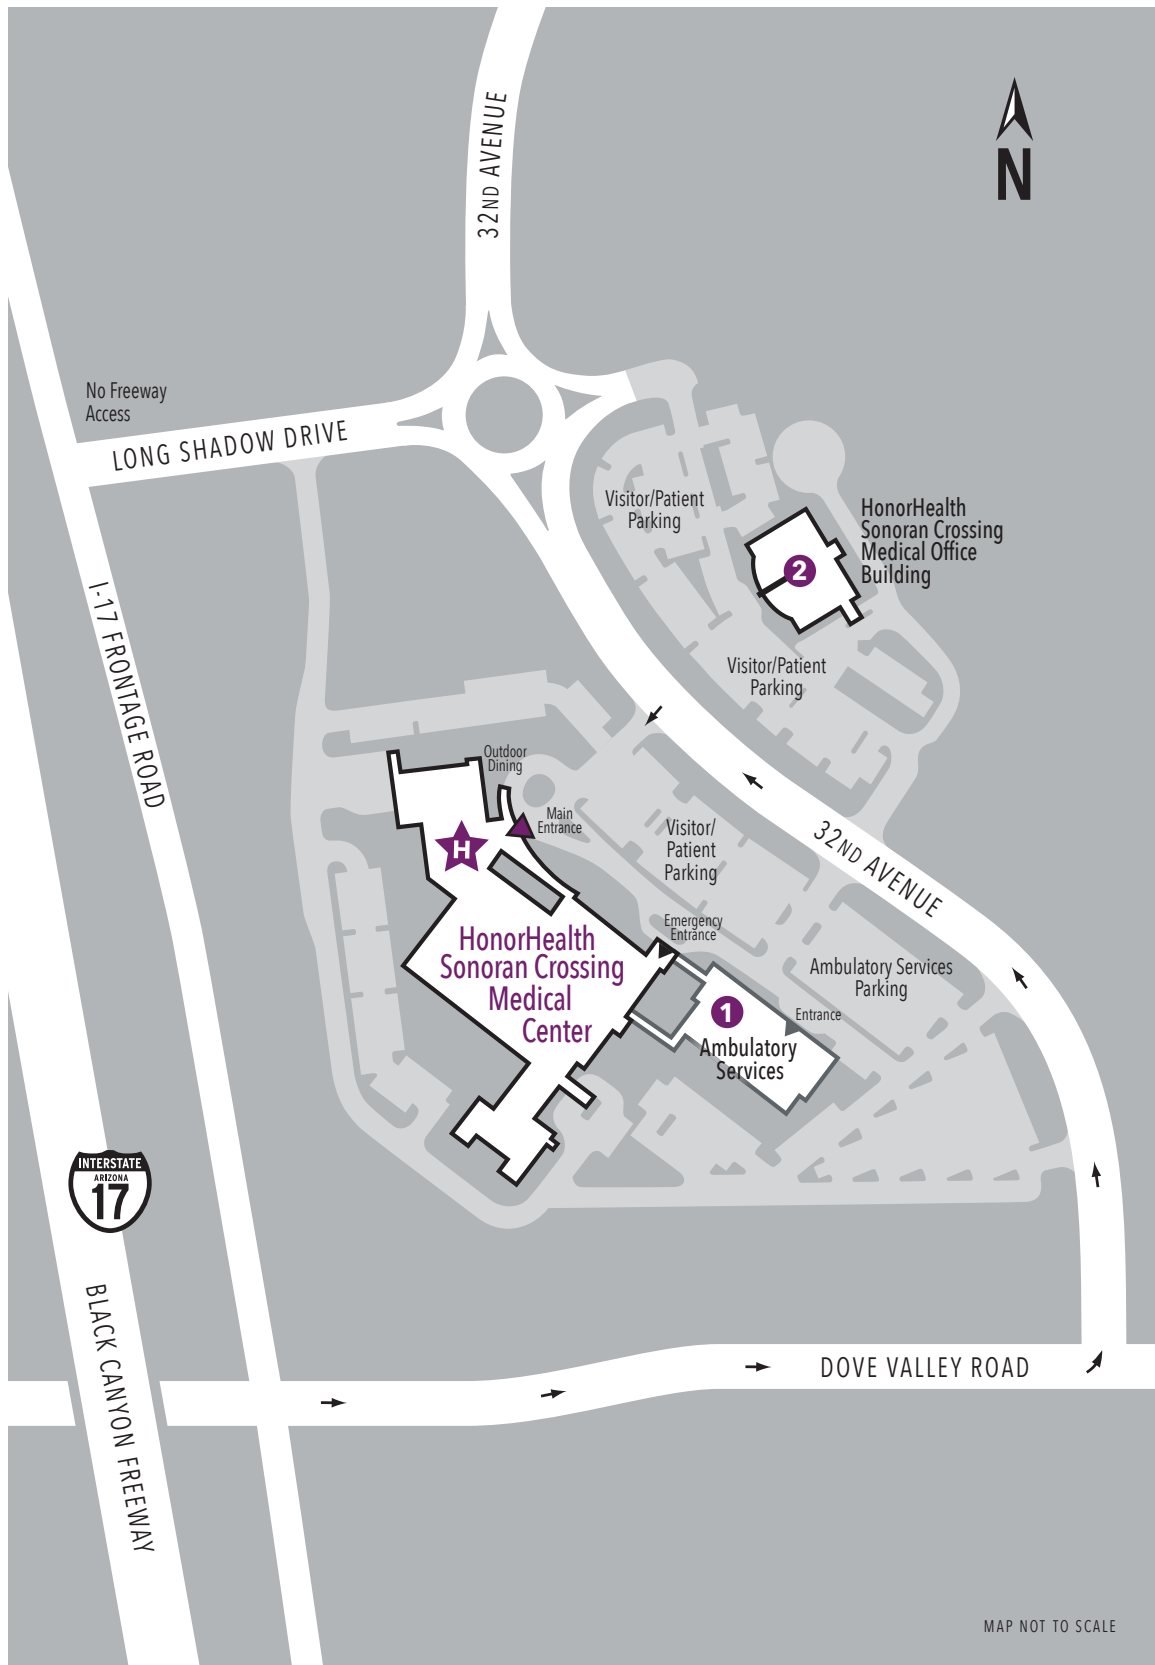 32ND AVENUE
N
No Freeway
Access
LONG SHADOW DRIVE
Visitor/Patient
Parking
HonorHealth
Sonoran Crossing
Medical Office
Building
2
I-17 FRONTAGE ROAD
Visitor/Patient
Parking
Outdoor
Dining
Main
Entrance
H
Visitor/
Patient
Parking
32ND AVENUE
Emergency
Entrance
HonorHealth
Sonoran Crossing
Medical
Center
Ambulatory Services
Parking
Entrance
1
Ambulatory
Services
INTERSTATE
ARIZONA
17
BLACK CANYON FREEWAY
DOVE VALLEY ROAD
MAP NOT TO SCALE